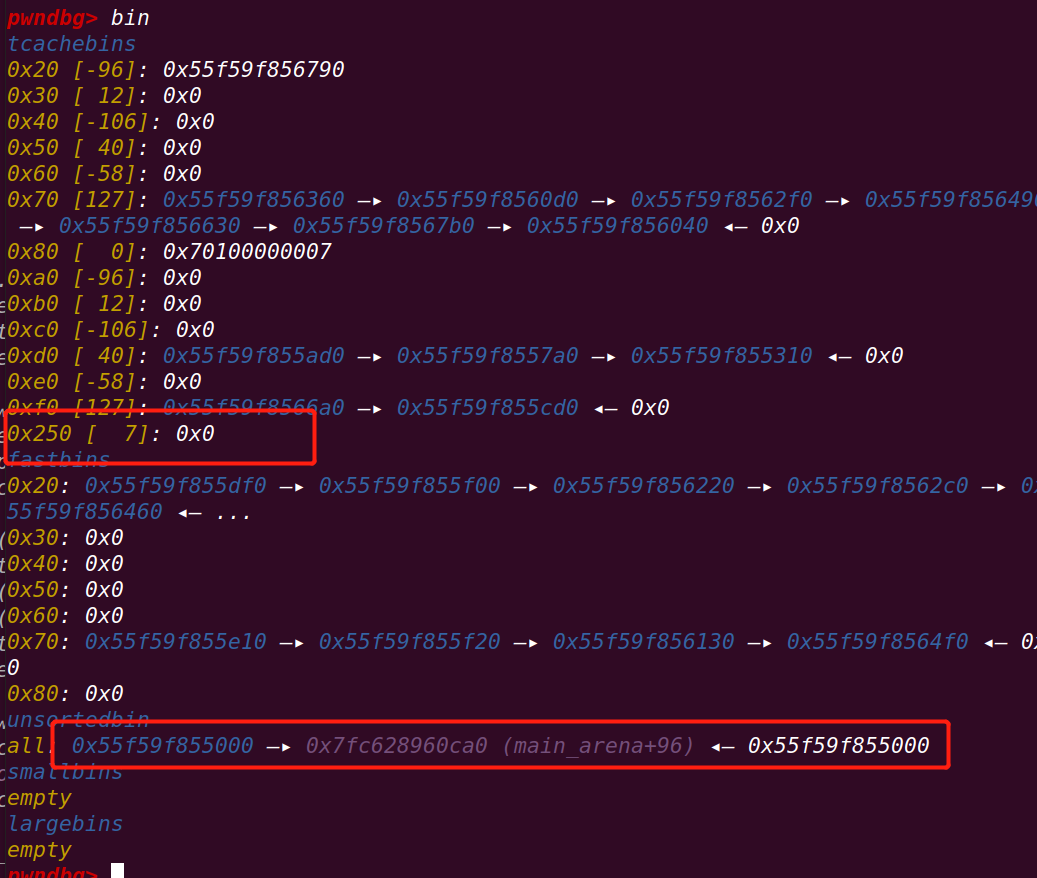 pwndbg> bin
tcachebins
0x20 [-96]: 0x55f59f856790
0x30 [ 12]: 0x0
0x40 [-106]: 0x0
0x50 [ 40]: 0x0
0x60 [-58]: 0x0
0x70 [127]: 0x55f59f856360 —▸ 0x55f59f8560d0 —▸ 0x55f59f8562f0 —▸ 0x55f59f85649
—▸ 0x55f59f856630 —▸ 0x55f59f8567b0 —▸ 0x55f59f856040 ◂— 0x0
0x80 [  0]: 0x70100000007
0xa0 [-96]: 0x0
0xb0 [ 12]: 0x0
0xc0 [-106]: 0x0
0xd0 [ 40]: 0x55f59f855ad0 —▸ 0x55f59f8557a0 —▸ 0x55f59f855310 ◂— 0x0
0xe0 [-58]: 0x0
0xf0 [127]: 0x55f59f8566a0 —▸ 0x55f59f855cd0 ◂— 0x0
0x250 [  7]: 0x0
fastbins
0x20: 0x55f59f855df0 —▸ 0x55f59f855f00 —▸ 0x55f59f856220 —▸ 0x55f59f8562c0 —▸ 0
55f59f856460 ◂— ...
0x30: 0x0
0x40: 0x0
0x50: 0x0
0x60: 0x0
0x70: 0x55f59f855e10 —▸ 0x55f59f855f20 —▸ 0x55f59f856130 —▸ 0x55f59f8564f0 ◂— 0x
0
0x80: 0x0
unsortedbin
all: 0x55f59f855000 —▸ 0x7fc628960ca0 (main_arena+96) ◂— 0x55f59f855000
smallbins
empty
largebins
empty
pwndbg>